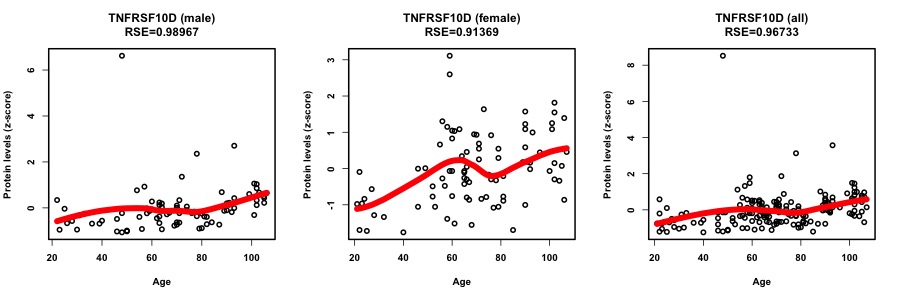 TNFRSF10D (male)
RSE=0.98967
Protein levels (z-score)
6
4
2
0
20 40 60 80 100
Age
TNFRSF10D (female)
RSE=0.91369
Protein levels (z-score)
3
2
1
0
-1
20 40 60 80 100
Age
TNFRSF10D (all)
RSE=0.96733
Protein levels (z-score)
8
6
4
2
0
20 40 60 80 100
Age